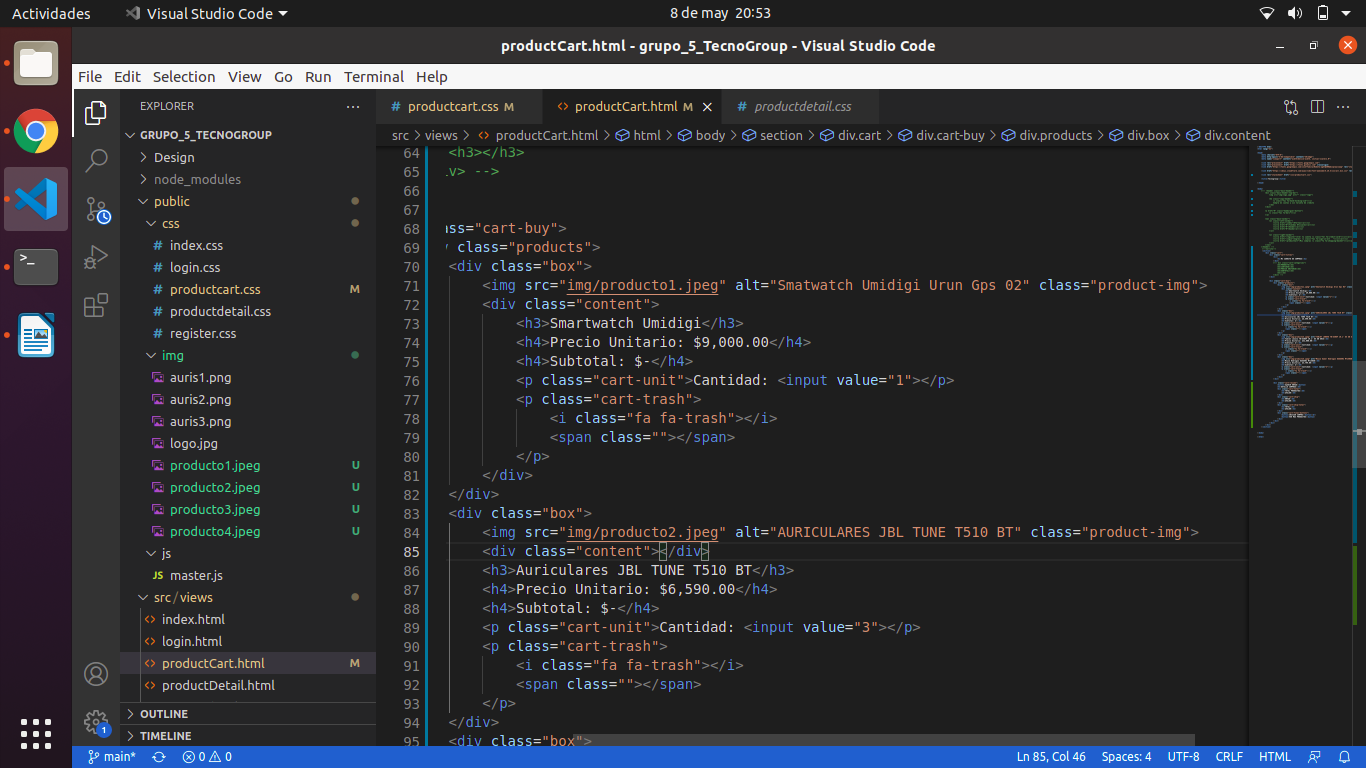 Actividades
Visual Studio Code
8 de may 20:53
productCart.html - grupo_5_TecnoGroup - Visual Studio Code
File Edit Selection View Go Run Terminal Help
EXPLORER
GRUPO_5_TECNOGROUP
Design
node_modules
public
css
# index.css
# login.css
# productcart.css M
# productdetail.css
# register.css
img
auris1.png
auris2.png
auris3.png
logo.jpg
producto1.jpeg U
producto2.jpeg U
producto3.jpeg U
producto4.jpeg U
js
JS master.js
src/views
<> index.html
<> login.html
<> productCart.html M
<> productDetail.html
OUTLINE
TIMELINE
1
>_
# productcart.css M
<> productCart.html M
# productdetail.css
src > views > <> productCart.html > html > body > section > div.cart > div.cart-buy > div.products > div.box > div.content
64 <h3></h3>
65 iv> -->
66
67
68 ass="cart-buy">
69 v class="products">
70 <div class="box">
71 <img src="img/producto1.jpeg" alt="Smatwatch Umidigi Urun Gps 02" class="product-img">
72 <div class="content">
73 <h3>Smartwatch Umidigi</h3>
74 <h4>Precio Unitario: $9,000.00</h4>
75 <h4>Subtotal: $-</h4>
76 <p class="cart-unit">Cantidad: <input value="1"></p>
77 <p class="cart-trash">
78 <i class="fa fa-trash"></i>
79 <span class=""></span>
80 </p>
81 </div>
82 </div>
83 <div class="box">
84 <img src="img/producto2.jpeg" alt="AURICULARES JBL TUNE T510 BT" class="product-img">
85 <div class="content"></div>
86 <h3>Auriculares JBL TUNE T510 BT</h3>
87 <h4>Precio Unitario: $6,590.00</h4>
88 <h4>Subtotal: $-</h4>
89 <p class="cart-unit">Cantidad: <input value="3"></p>
90 <p class="cart-trash">
91 <i class="fa fa-trash"></i>
92 <span class=""></span>
93 </p>
94 </div>
95 <div class="box">
main* 0 0
Ln 85, Col 46 Spaces: 4 UTF-8 CRLF HTML